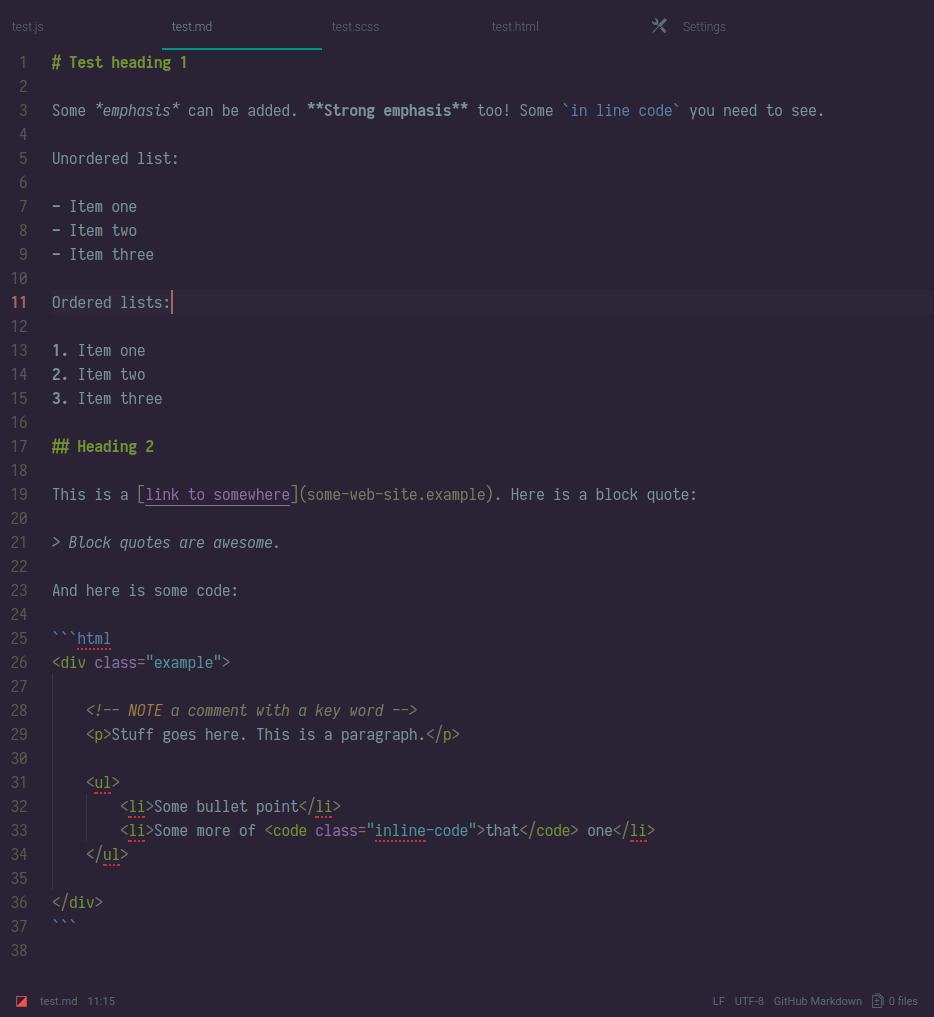 test.js test.md test.scss test.html Settings
1 # Test heading 1
2
3 Some *emphasis* can be added. **Strong emphasis** too! Some `in line code` you need to see.
4
5 Unordered list:
6
7 - Item one
8 - Item two
9 - Item three
10
11 Ordered lists:
12
13 1. Item one
14 2. Item two
15 3. Item three
16
17 ## Heading 2
18
19 This is a [link to somewhere](some-web-site.example). Here is a block quote:
20
21 > Block quotes are awesome.
22
23 And here is some code:
24
25 ```html
26 <div class="example">
27
28     <!-- NOTE a comment with a key word -->
29     <p>Stuff goes here. This is a paragraph.</p>
30
31     <ul>
32         <li>Some bullet point</li>
33         <li>Some more of <code class="inline-code">that</code> one</li>
34     </ul>
35
36 </div>
37 ```
38
test.md 11:15 LF UTF-8 GitHub Markdown 0 files